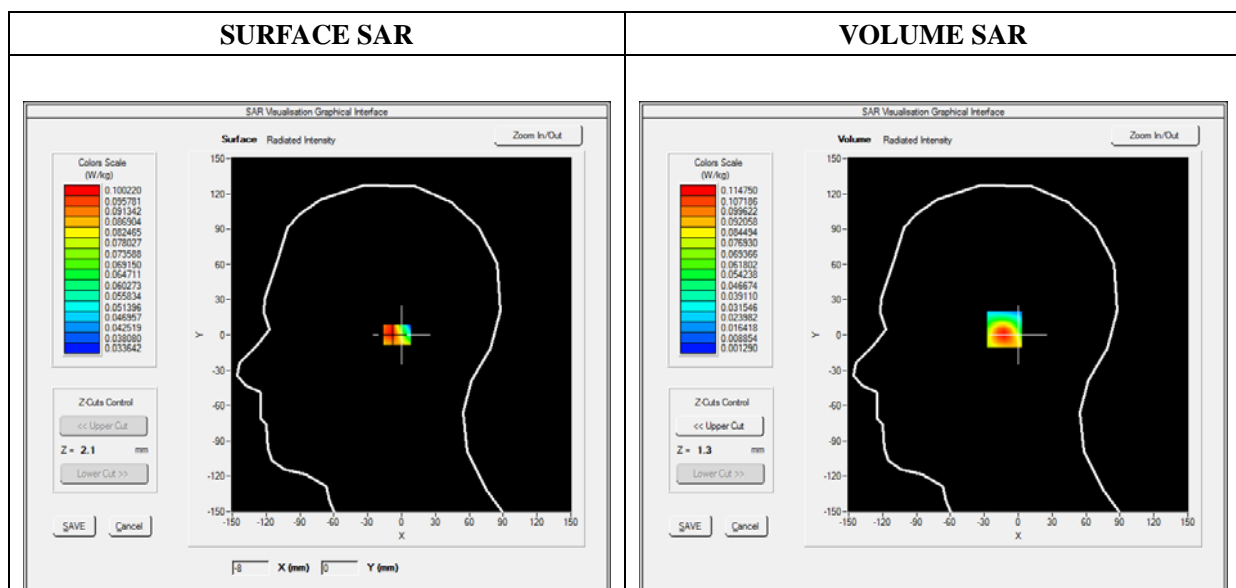 SURFACE SAR
VOLUME SAR
SAR Visualisation Graphical Interface
Surface Radiated Intensity
Zoom In/Out
Colors Scale
(W/kg)
0.100220
0.095781
0.091342
0.086904
0.082465
0.078027
0.073588
0.069150
0.064711
0.060273
0.055834
0.051396
0.046957
0.042519
0.038080
0.033642
Z-Cuts Control
<< Upper Cut
Z = 2.1 mm
Lower Cut >>
SAVE Cancel
150
120
90
60
30
0
-30
-60
-90
-120
-150
Y
-150 -120 -90 -60 -30 0 30 60 90 120 150
X
-8 X (mm) 0 Y (mm)
SAR Visualisation Graphical Interface
Volume Radiated Intensity
Zoom In/Out
Colors Scale
(W/kg)
0.114750
0.107186
0.099622
0.092058
0.084494
0.076930
0.069366
0.061802
0.054238
0.046674
0.039110
0.031546
0.023982
0.016418
0.008854
0.001290
Z-Cuts Control
<< Upper Cut
Z = 1.3 mm
Lower Cut >>
SAVE Cancel
150
120
90
60
30
0
-30
-60
-90
-120
-150
Y
-150 -120 -90 -60 -30 0 30 60 90 120 150
X